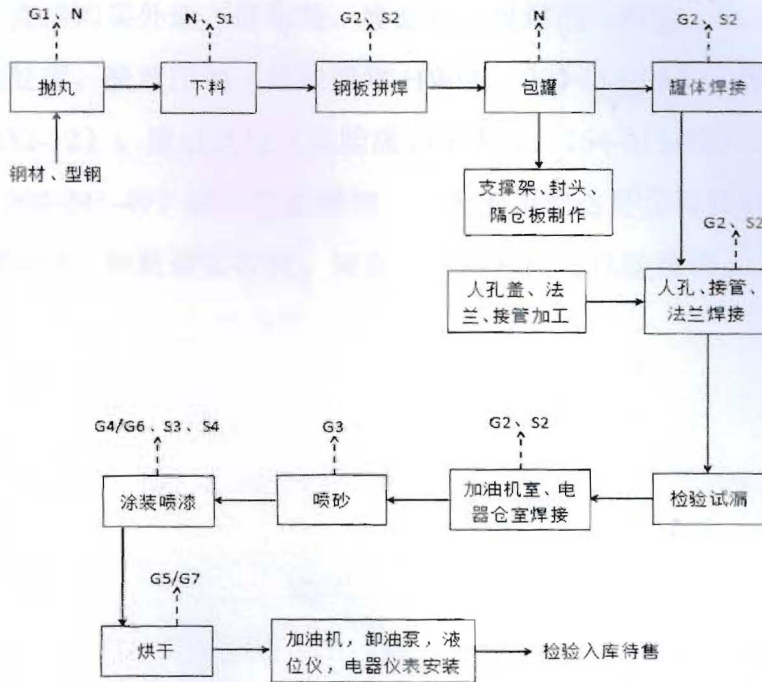 G1、N
N、S1
G2、S2
N
G2、S2
抛丸
下料
钢板拼焊
包罐
罐体焊接
钢材、型钢
支撑架、封头、
隔仓板制作
G2、S2
人孔盖、法
兰、接管加工
人孔、接管、
法兰焊接
G4/G6、S3、S4
G3
G2、S2
涂装喷漆
喷砂
加油机室、电
器仓室焊接
检验试漏
G5/G7
烘干
加油机，卸油泵，液
位仪，电器仪表安装
检验入库待售